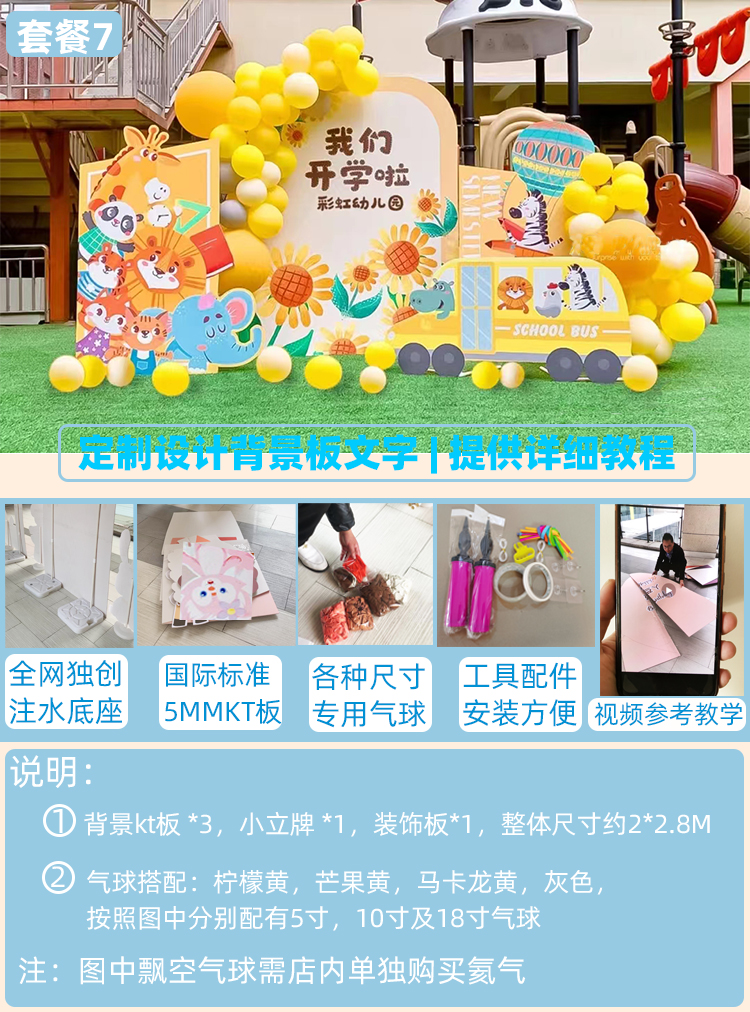 套餐7
我们
开学啦
彩虹幼儿园
SCHOOL BUS
定制设计背景板文字 | 提供详细教程
全网独创
注水底座
国际标准
5MMKT板
各种尺寸
专用气球
工具配件
安装方便
视频参考教学
说明：
① 背景kt板 *3，小立牌 *1，装饰板*1，整体尺寸约2*2.8M
② 气球搭配：柠檬黄，芒果黄，马卡龙黄，灰色，
按照图中分别配有5寸，10寸及18寸气球
注：图中飘空气球需店内单独购买氦气